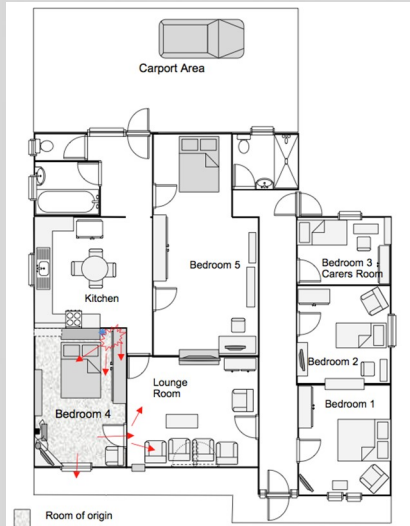 Carport Area
Bedroom 5
Bedroom 3
Carers Room
Kitchen
Bedroom 2
Lounge
Room
Bedroom 4
Bedroom 1
Room of origin